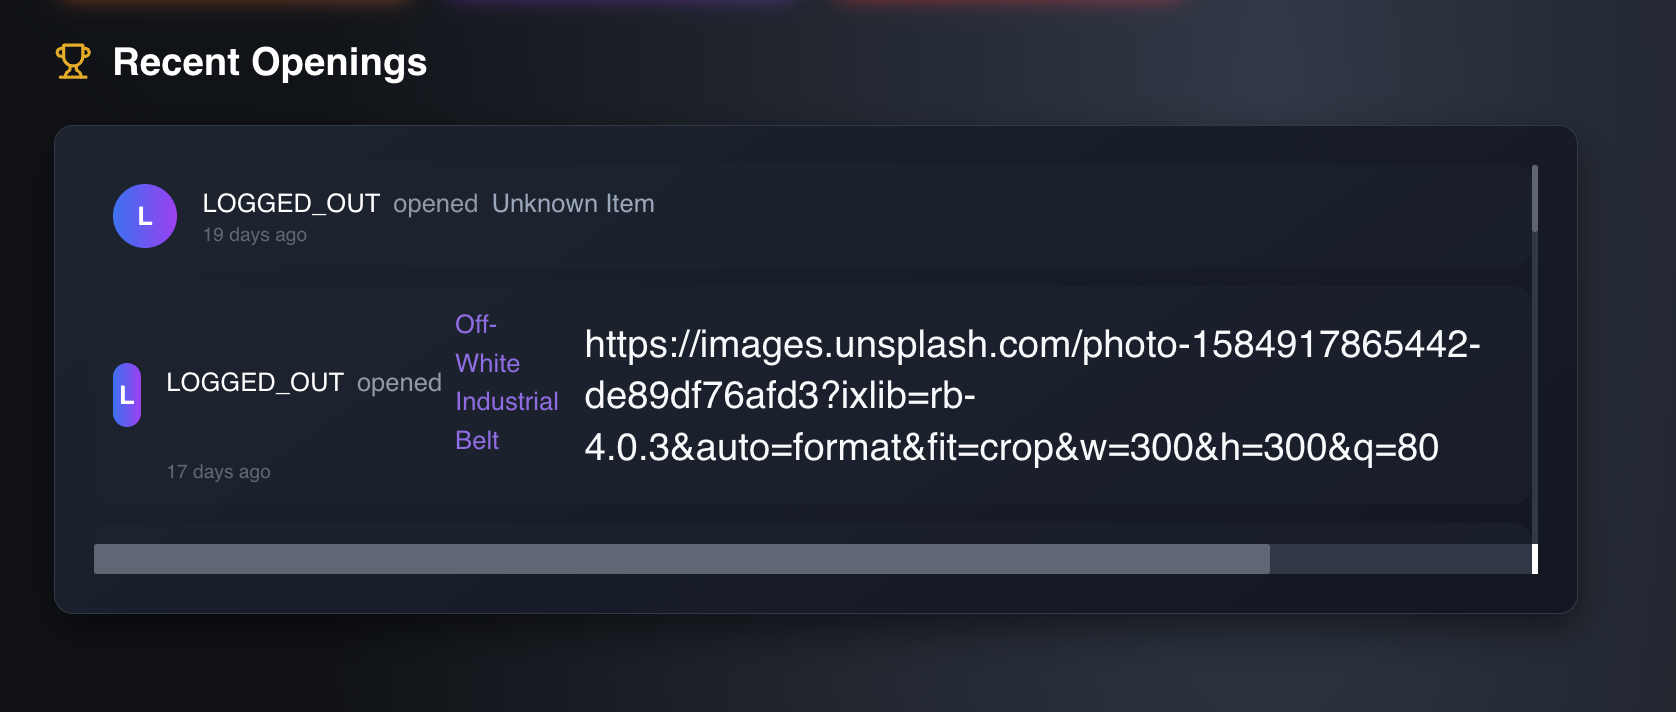 Recent Openings
L
LOGGED_OUT opened Unknown Item
19 days ago
L
LOGGED_OUT opened
Off-
White
Industrial
Belt
https://images.unsplash.com/photo-1584917865442-
de89df76afd3?ixlib=rb-
4.0.3&auto=format&fit=crop&w=300&h=300&q=80
17 days ago